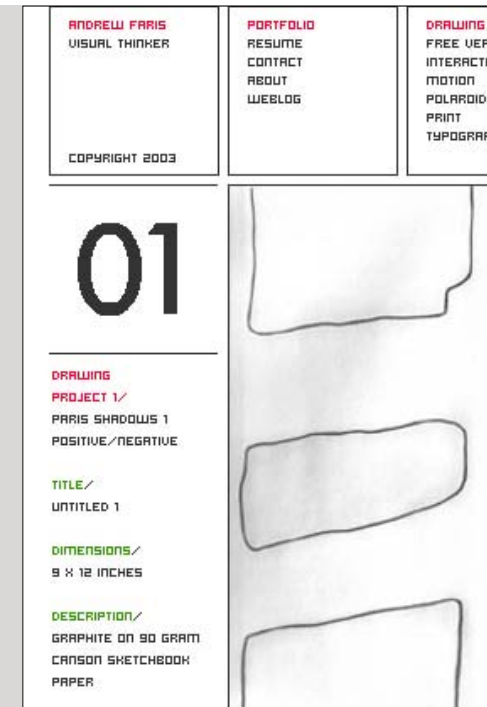 ANDREW FARIS
VISUAL THINKER
COPYRIGHT 2003
PORTFOLIO
RESUME
CONTACT
ABOUT
WEBLOG
DRAWING
FREE
MOTION
POLAROID
PRINT
01
DRAWING
PROJECT 1/
PARIS SHADOWS 1
POSITIVE/NEGATIVE
TITLE/
UNTITLED 1
DIMENSIONS/
9 X 12 INCHES
DESCRIPTION/
GRAPHITE ON 90 GRAM
CANSON SKETCHBOOK
PAPER